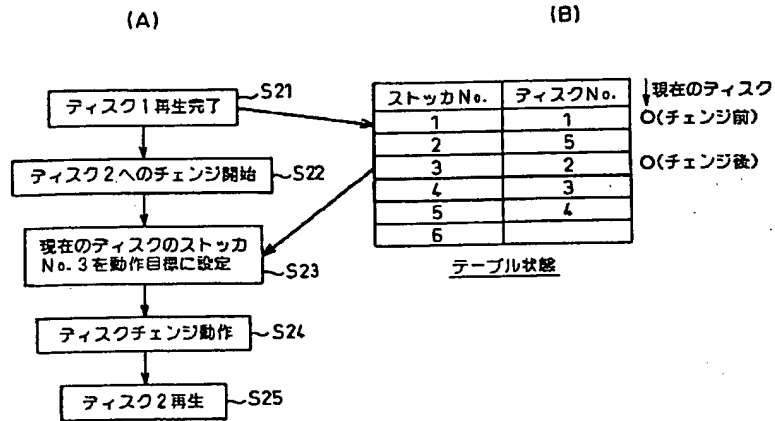 (A)
ディスク1再生完了
S21
ディスク2へのチェンジ開始
S22
現在のディスクのストッカ
No.3を動作目標に設定
S23
ディスクチェンジ動作
S24
ディスク2再生
S25
(B)
現在のディスク
ストッカNo. ディスクNo.
1 1 O(チェンジ前)
2 5
3 2 O(チェンジ後)
4 3
5 4
6
テーブル状態